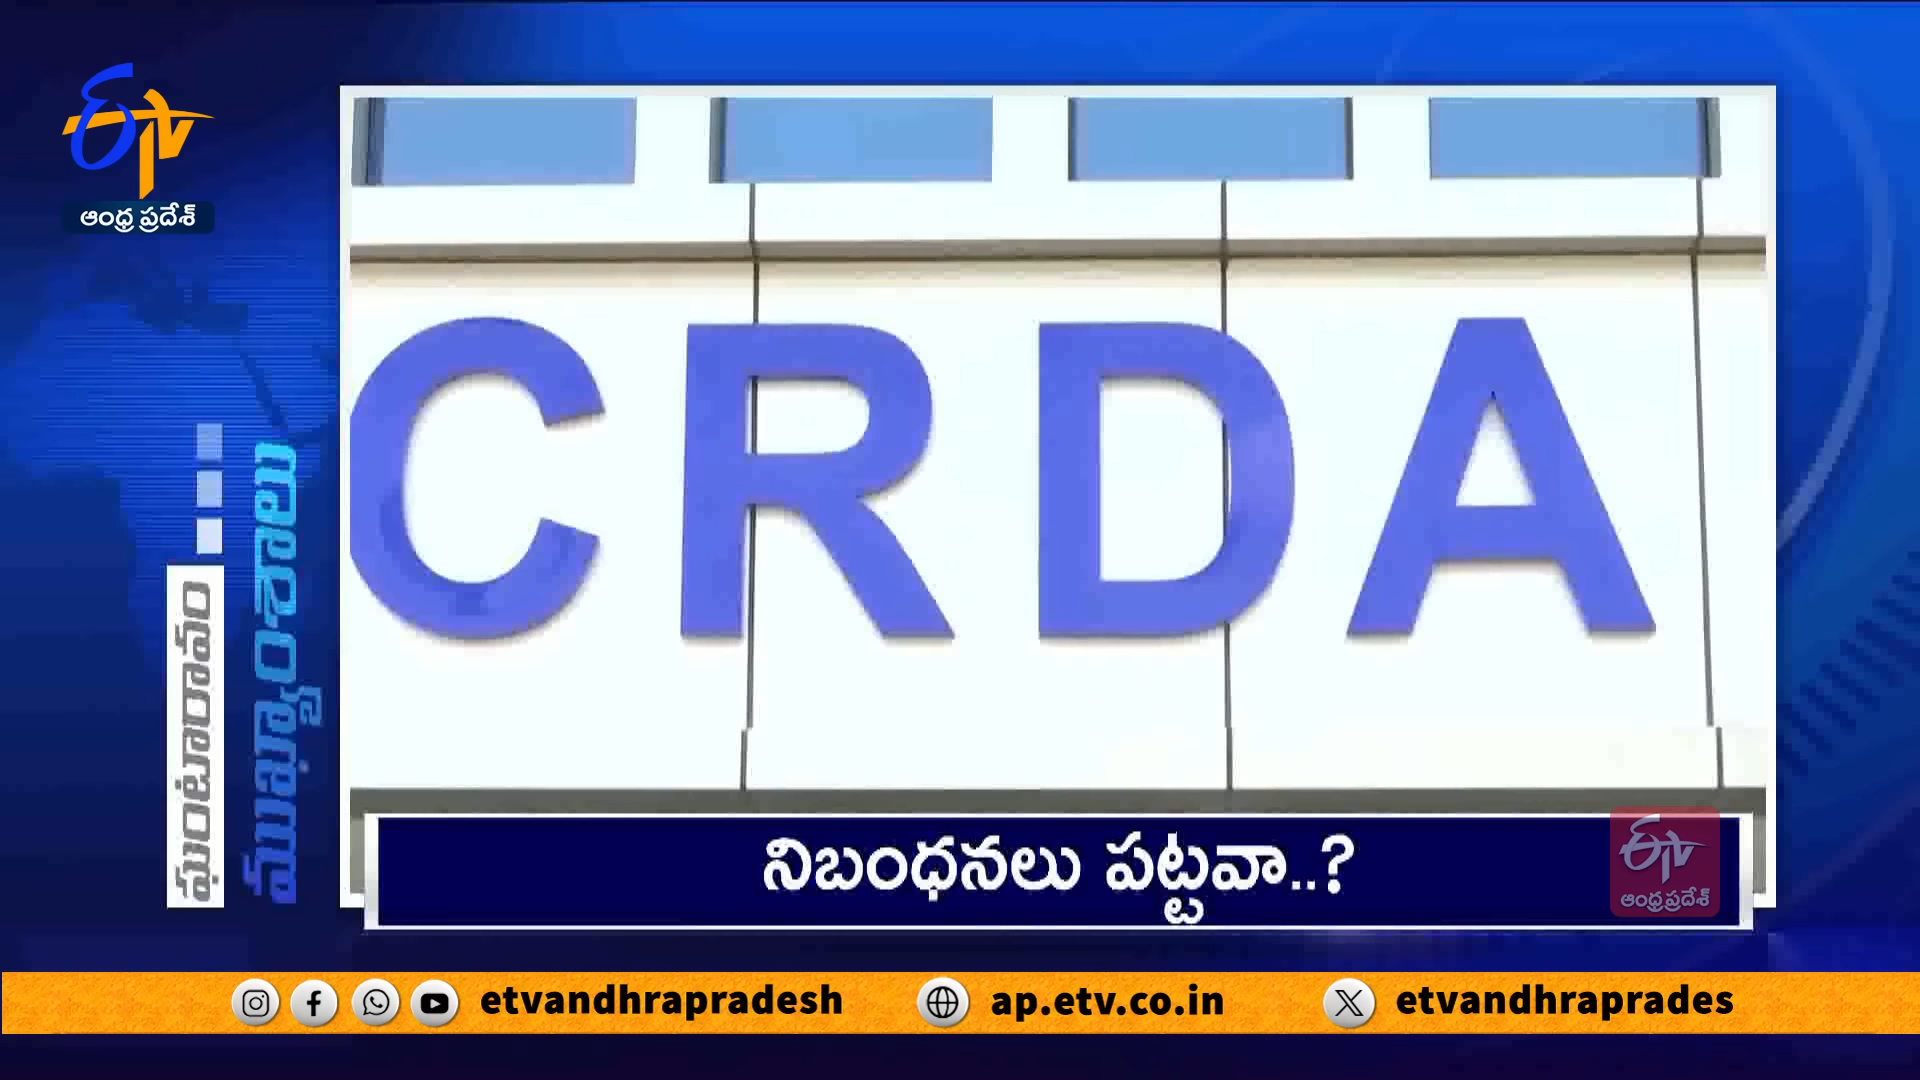 ETV
ఆంధ్ర ప్రదేశ్
ఘంటారావం
ముఖ్యాంశాలు
CRDA
నిబంధనలు పట్టవా..?
ETV
ఆంధ్రప్రదేశ్
etvandhrapradesh
ap.etv.co.in
etvandhraprades